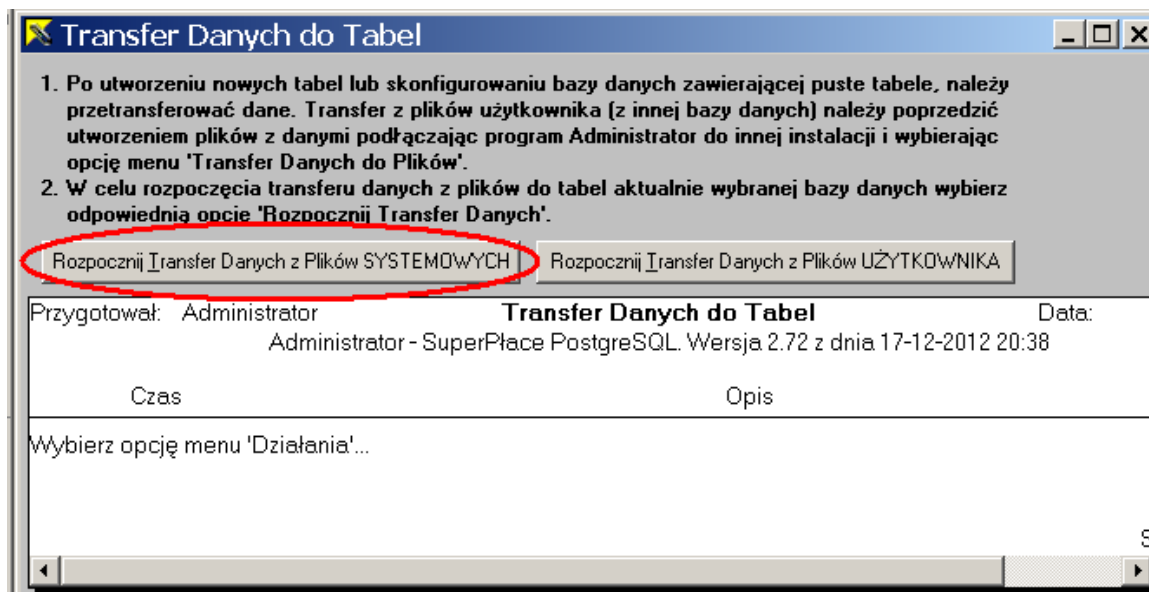 Transfer Danych do Tabel
1. Po utworzeniu nowych tabel lub skonfigurowaniu bazy danych zawierającej puste tabele, należy
przetransferować dane. Transfer z plików użytkownika (z innej bazy danych) należy poprzedzić
utworzeniem plików z danymi podłączając program Administrator do innej instalacji i wybierając
opcję menu 'Transfer Danych do Plików'.
2. W celu rozpoczęcia transferu danych z plików do tabel aktualnie wybranej bazy danych wybierz
odpowiednią opcie 'Rozpocznij Transfer Danych'.
Rozpocznij Transfer Danych z Plików SYSTEMOWYCH Rozpocznij Transfer Danych z Plików UŻYTKOWNIKA
Przygotował: Administrator Transfer Danych do Tabel Data:
Administrator - SuperPłace PostgreSQL. Wersja 2.72 z dnia 17-12-2012 20:38
Czas Opis
Wybierz opcję menu 'Działania'...
S